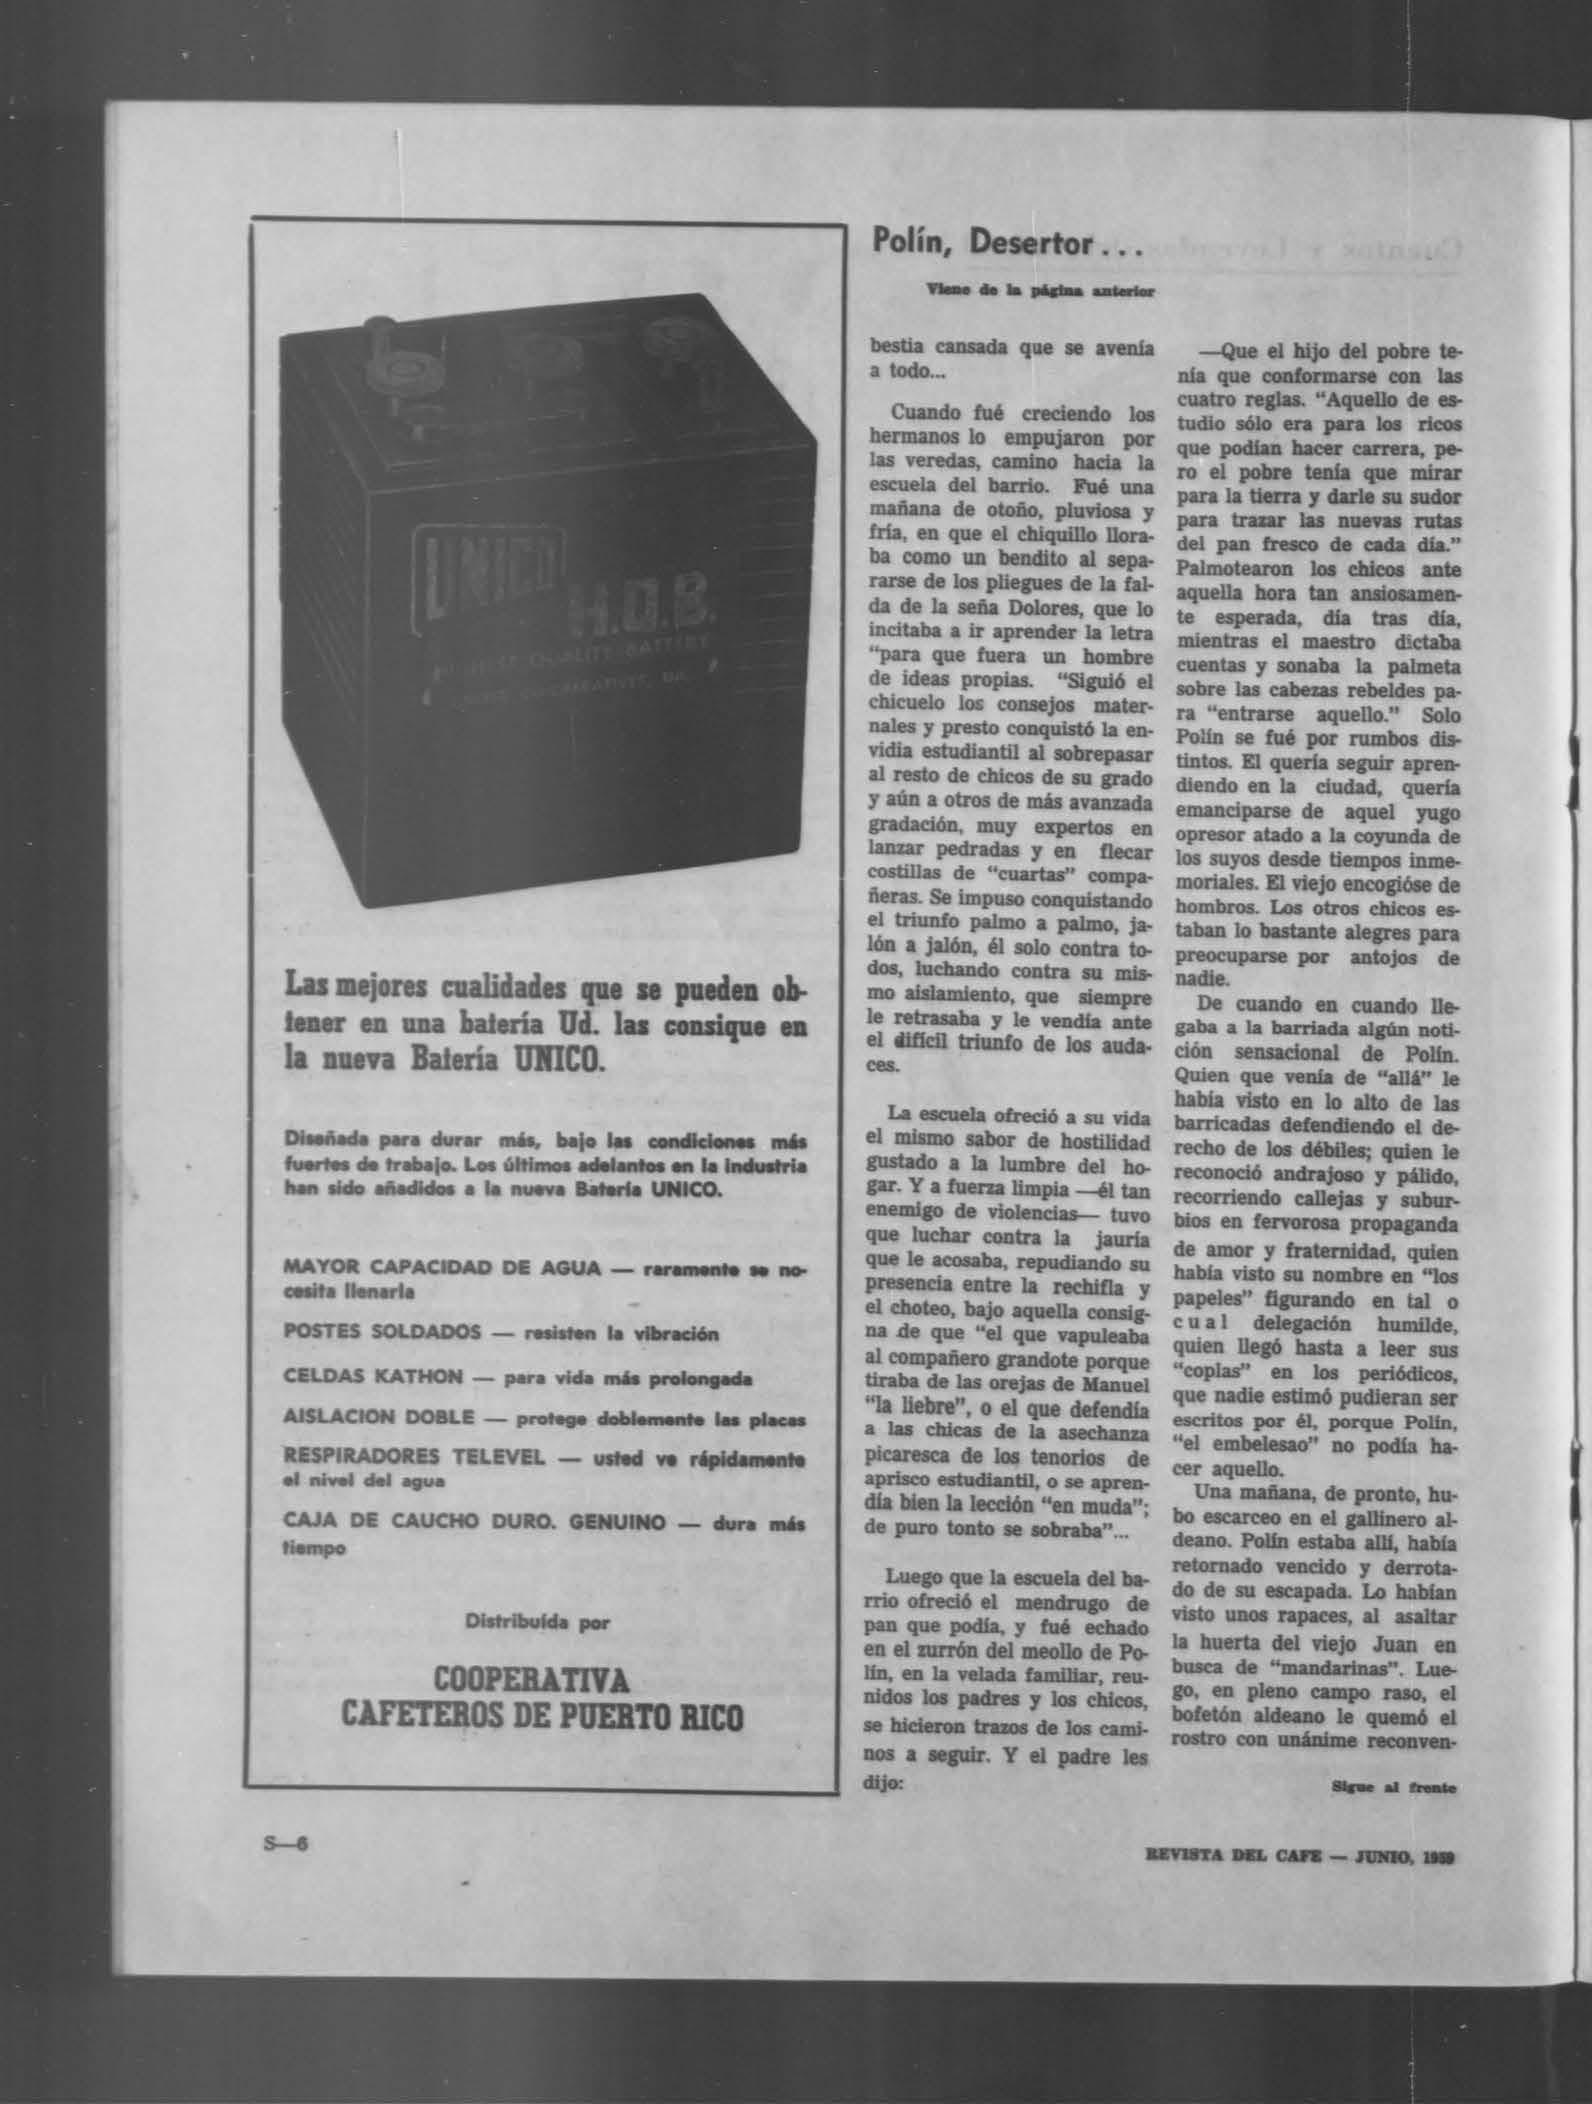 UNICO
H.Q.B.
QUALITY BATTERY
Las mejores cualidades que se pueden ob-
tener en una batería Ud. las consique en
la nueva Batería UNICO.
Diseñada para durar más, bajo las condiciones más
fuertes de trabajo. Los últimos adelantos en la industria
han sido añadidos a la nueva Batería UNICO.
MAYOR CAPACIDAD DE AGUA — raramente se ne-
cesita llenarla
POSTES SOLDADOS — resisten la vibración
CELDAS KATHON — para vida más prolongada
AISLACION DOBLE — protege doblemente las placas
RESPIRADORES TELEVEL — usted ve rápidamente
el nivel del agua
CAJA DE CAUCHO DURO. GENUINO — dura más
tiempo
Distribuída por
COOPERATIVA
CAFETEROS DE PUERTO RICO
Polín, Desertor...
Viene de la página anterior
bestia cansada que se avenía
a todo...
Cuando fué creciendo los
hermanos lo empujaron por
las veredas, camino hacia la
escuela del barrio. Fué una
mañana de otoño, pluviosa y
fría, en que el chiquillo llora-
ba como un bendito al sepa-
rarse de los pliegues de la fal-
da de la seña Dolores, que lo
incitaba a ir aprender la letra
"para que fuera un hombre
de ideas propias. "Siguió el
chicuelo los consejos mater-
nales y presto conquistó la en-
vidia estudiantil al sobrepasar
al resto de chicos de su grado
y aún a otros de más avanzada
gradación, muy expertos en
lanzar pedradas y en flecar
costillas de "cuartas" compa-
ñeras. Se impuso conquistando
el triunfo palmo a palmo, ja-
lón a jalón, él solo contra to-
dos, luchando contra su mis-
mo aislamiento, que siempre
le retrasaba y le vendía ante
el difícil triunfo de los auda-
ces.
La escuela ofreció a su vida
el mismo sabor de hostilidad
gustado a la lumbre del ho-
gar. Y a fuerza limpia —él tan
enemigo de violencias— tuvo
que luchar contra la jauría
que le acosaba, repudiando su
presencia entre la rechifla y
el choteo, bajo aquella consig-
na de que "el que vapuleaba
al compañero grandote porque
tiraba de las orejas de Manuel
"la liebre", o el que defendía
a las chicas de la asechanza
picaresca de los tenorios de
aprisco estudiantil, o se apren-
día bien la lección "en muda";
de puro tonto se sobraba"...
Luego que la escuela del ba-
rrio ofreció el mendrugo de
pan que podía, y fué echado
en el zurrón del meollo de Po-
lín, en la velada familiar, reu-
nidos los padres y los chicos,
se hicieron trazos de los cami-
nos a seguir. Y el padre les
dijo:
—Que el hijo del pobre te-
nía que conformarse con las
cuatro reglas. "Aquello de es-
tudio sólo era para los ricos
que podían hacer carrera, pe-
ro el pobre tenía que mirar
para la tierra y darle su sudor
para trazar las nuevas rutas
del pan fresco de cada día."
Palmotearon los chicos ante
aquella hora tan ansiosamen-
te esperada, día tras día,
mientras el maestro dictaba
cuentas y sonaba la palmeta
sobre las cabezas rebeldes pa-
ra "entrarse aquello." Solo
Polín se fué por rumbos dis-
tintos. El quería seguir apren-
diendo en la ciudad, quería
emanciparse de aquel yugo
opresor atado a la coyunda de
los suyos desde tiempos inme-
moriales. El viejo encogióse de
hombros. Los otros chicos es-
taban lo bastante alegres para
preocuparse por antojos de
nadie.
De cuando en cuando lle-
gaba a la barriada algún noti-
ción sensacional de Polín.
Quien que venía de "allá" le
había visto en lo alto de las
barricadas defendiendo el de-
recho de los débiles; quien le
reconoció andrajoso y pálido,
recorriendo callejas y subur-
bios en fervorosa propaganda
de amor y fraternidad, quien
había visto su nombre en "los
papeles" figurando en tal o
cual delegación humilde,
quien llegó hasta a leer sus
"coplas" en los periódicos,
que nadie estimó pudieran ser
escritos por él, porque Polín,
"el embelesao" no podía ha-
cer aquello.
Una mañana, de pronto, hu-
bo escarceo en el gallinero al-
deano. Polín estaba allí, había
retornado vencido y derrota-
do de su escapada. Lo habían
visto unos rapaces, al asaltar
la huerta del viejo Juan en
busca de "mandarinas". Lue-
go, en pleno campo raso, el
bofetón aldeano le quemó el
rostro con unánime reconven-
Sigue al frente
S—6
REVISTA DEL CAFE — JUNIO, 1959